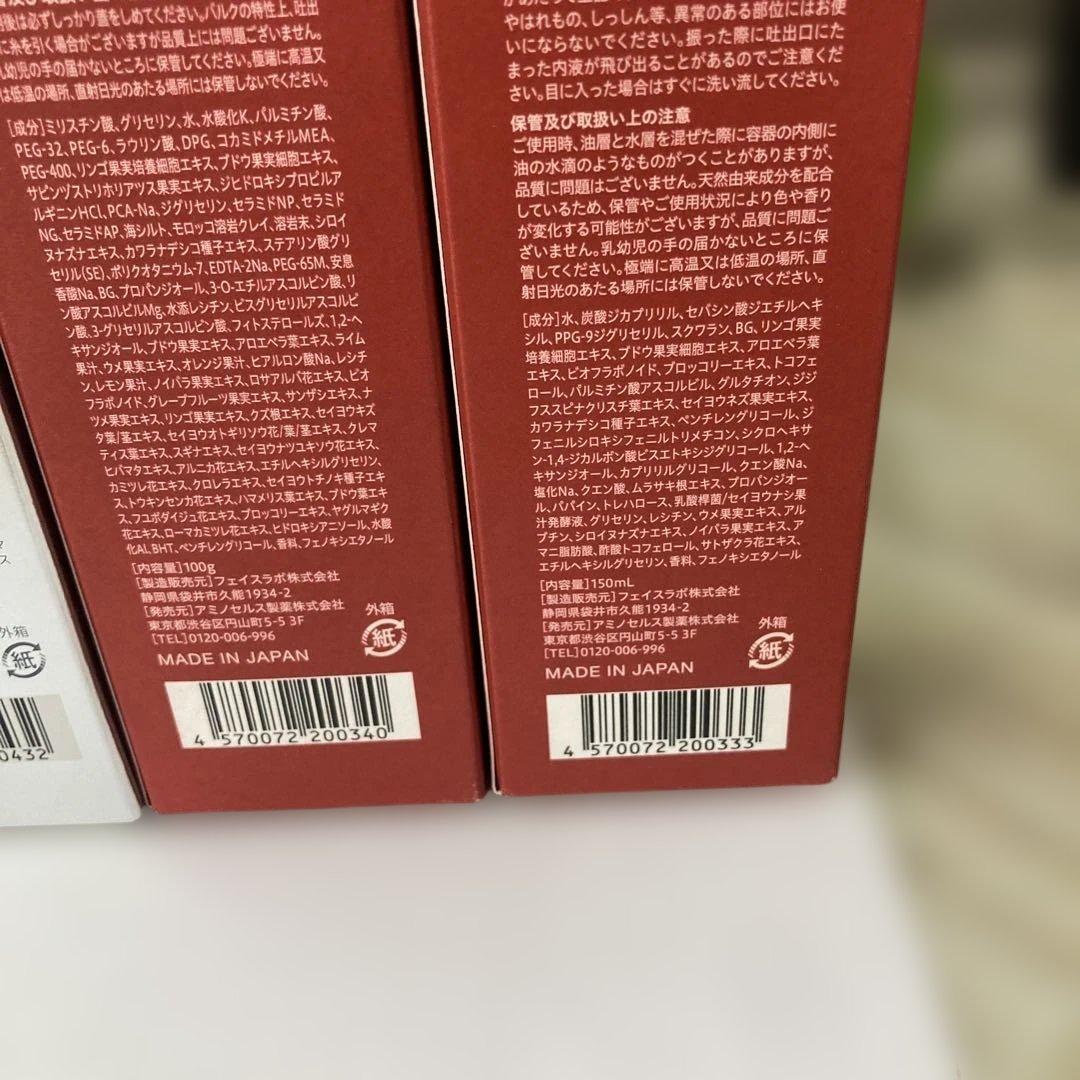 後は必ずしっかり蓋をしめてください。バルクの特性上、吐出
に糸を引く場合がございますが品質上には問題ございません。
乳幼児の手の届かないところに保管してください。極端に高温又
は低温の場所、直射日光のあたる場所には保管しないでください。
[成分]ミリスチン酸、グリセリン、水、水酸化K、パルミチン酸、
PEG-32、PEG-6、ラウリン酸、DPG、コカミドメチルMEA、
PEG-400、リンゴ果実培養細胞エキス、ブドウ果実細胞エキス、
サピンヅストリホリアツス果実エキス、ジヒドロキシプロピルア
ルギニンHCl、PCA-Na、ジグリセリン、セラミドNP、セラミド
NG、セラミドAP、海シルト、モロッコ溶岩クレイ、溶岩末、シロイ
ヌナズナエキス、カワラナデシコ種子エキス、ステアリン酸グリ
セリル(SE)、ポリクオタニウム-7、EDTA-2Na、PEG-65M、安息
香酸Na、BG、プロパンジオール、3-O-エチルアスコルビン酸、リ
ン酸アスコルビルMg、水添レシチン、ビスグリセリルアスコルビ
ン酸、3-グリセリルアスコルビン酸、フィトステロールズ、1,2-ヘ
キサンジオール、ブドウ果実エキス、アロエベラ葉エキス、ライム
果汁、ウメ果実エキス、オレンジ果汁、ヒアルロン酸Na、レシチ
ン、レモン果汁、ノイバラ果実エキス、ロサアルバ花エキス、ビオ
フラボノイド、グレープフルーツ果実エキス、サンザシエキス、ナ
ツメ果実エキス、リンゴ果実エキス、クズ根エキス、セイヨウキズ
タ葉/茎エキス、セイヨウオトギリソウ花/葉/茎エキス、クレマ
ティス葉エキス、スギナエキス、セイヨウナツユキソウ花エキス、
ヒバマタエキス、アルニカ花エキス、エチルヘキシルグリセリン、
カミツレ花エキス、クロレラエキス、セイヨウトチノキ種子エキ
ス、トウキンセンカ花エキス、ハマメリス葉エキス、ブドウ葉エキ
ス、フユボダイジュ花エキス、ブロッコリーエキス、ヤグルマギク
花エキス、ローマカミツレ花エキス、ヒドロキシアニソール、水酸
化AL、BHT、ペンチレングリコール、香料、フェノキシエタノール
[内容量]100g
[製造販売元]フェイスラボ株式会社
静岡県袋井市久能1934-2
[発売元]アミノセルス製薬株式会社
東京都渋谷区円山町5-5 3F
[TEL]0120-006-996
MADE IN JAPAN
外箱
紙
4 570072 200340
やはれもの、しっしん等、異常のある部位にはお使
いにならないでください。振った際に吐出口にた
まった内液が飛び出ることがあるのでご注意くだ
さい。目に入った場合はすぐに洗い流してください。
保管及び取扱い上の注意
ご使用時、油層と水層を混ぜた際に容器の内側に
油の水滴のようなものがつくことがありますが、
品質に問題はございません。天然由来成分を配合
しているため、保管やご使用状況により色や香り
が変化する可能性がございますが、品質に問題ご
ざいません。乳幼児の手の届かないところに保
管してください。極端に高温又は低温の場所、直
射日光のあたる場所には保管しないでください。
[成分]水、炭酸ジカプリリル、セバシン酸ジエチルヘキ
シル、PPG-9ジグリセリル、スクワラン、BG、リンゴ果実
培養細胞エキス、ブドウ果実細胞エキス、アロエベラ葉
エキス、ビオフラボノイド、ブロッコリーエキス、トコフェ
ロール、パルミチン酸アスコルビル、グルタチオン、ジジ
フススピナクリスチ葉エキス、セイヨウネズ果実エキス、
カワラナデシコ種子エキス、ペンチレングリコール、ジ
フェニルシロキシフェニルトリメチコン、シクロヘキサ
ン-1,4-ジカルボン酸ビスエトキシジグリコール、1,2-ヘ
キサンジオール、カプリリルグリコール、クエン酸Na、
塩化Na、クエン酸、ムラサキ根エキス、プロパンジオー
ル、パパイン、トレハロース、乳酸桿菌/セイヨウナシ果
汁発酵液、グリセリン、レシチン、ウメ果実エキス、アル
ブチン、シロイヌナズナエキス、ノイバラ果実エキス、ア
マニ脂肪酸、酢酸トコフェロール、サトザクラ花エキス、
エチルヘキシルグリセリン、香料、フェノキシエタノール
[内容量]150mL
[製造販売元]フェイスラボ株式会社
静岡県袋井市久能1934-2
[発売元]アミノセルス製薬株式会社
東京都渋谷区円山町5-5 3F
[TEL]0120-006-996
MADE IN JAPAN
外箱
紙
4 570072 200333
外箱
紙
0432